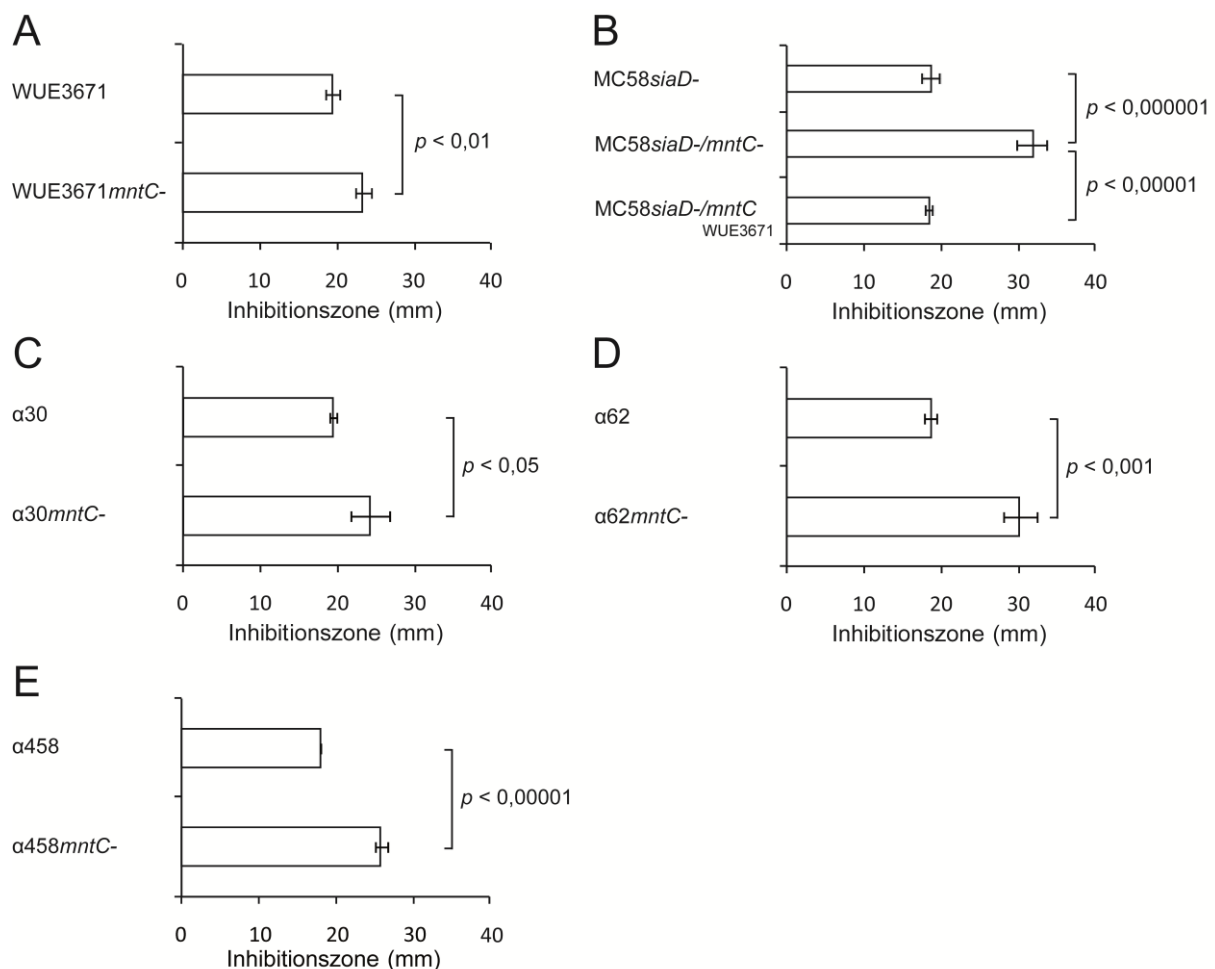 A
WUE3671
WUE3671mntC-
p < 0,01
0 10 20 30 40
Inhibitionszone (mm)
B
MC58siaD-
MC58siaD-/mntC-
MC58siaD-/mntC
WUE3671
p < 0,000001
p < 0,00001
0 10 20 30 40
Inhibitionszone (mm)
C
α30
α30mntC-
p < 0,05
0 10 20 30 40
Inhibitionszone (mm)
D
α62
α62mntC-
p < 0,001
0 10 20 30 40
Inhibitionszone (mm)
E
α458
α458mntC-
p < 0,00001
0 10 20 30 40
Inhibitionszone (mm)